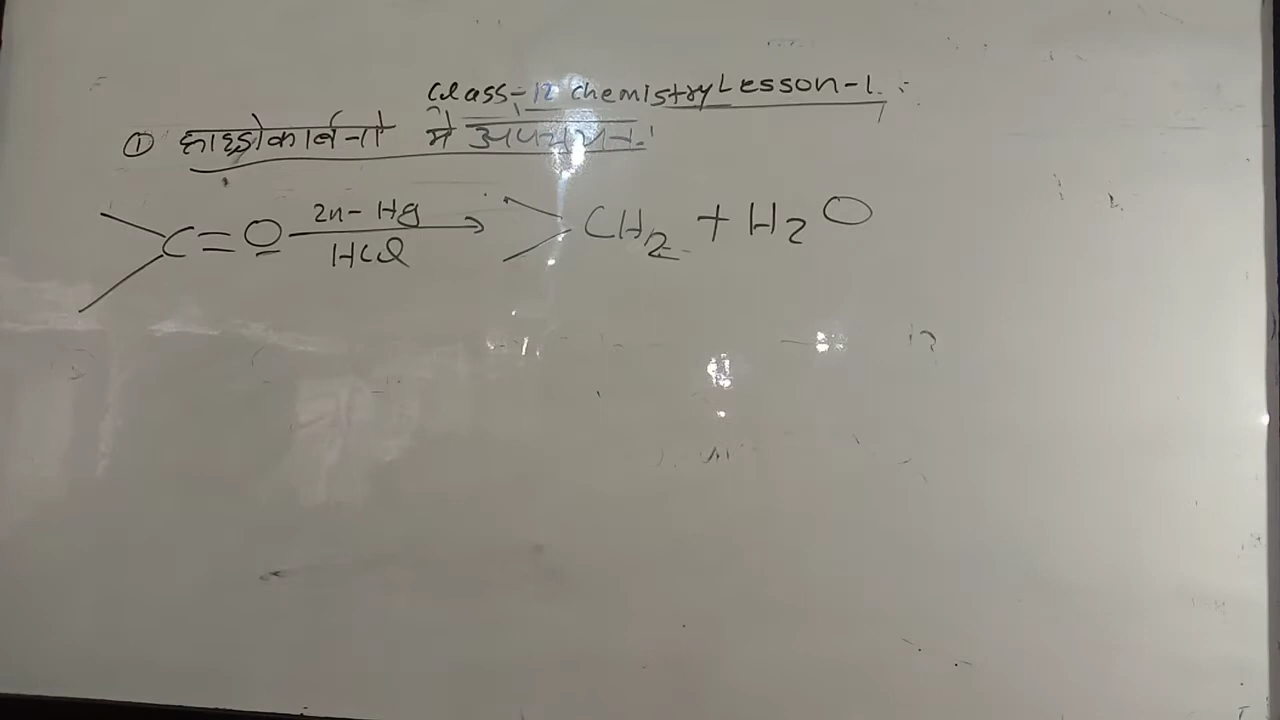 Class-12 chemistry Lesson-1.
① हाइड्रोकार्बनो मे अपचयन:
>C=O Zn-Hg/HCl → >CH2 + H2O